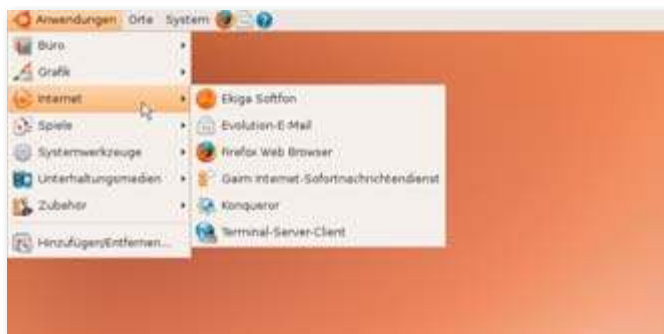 Anwendungen Orte System
Büro
Grafik
Internet
Spiele
Systemwerkzeuge
Unterhaltungsmedien
Zubehör
Hinzufügen/Entfernen...
Ekiga Softfon
Evolution-E-Mail
Firefox Web Browser
Gaim Internet-Sofortnachrichtendienst
Konqueror
Terminal-Server-Client